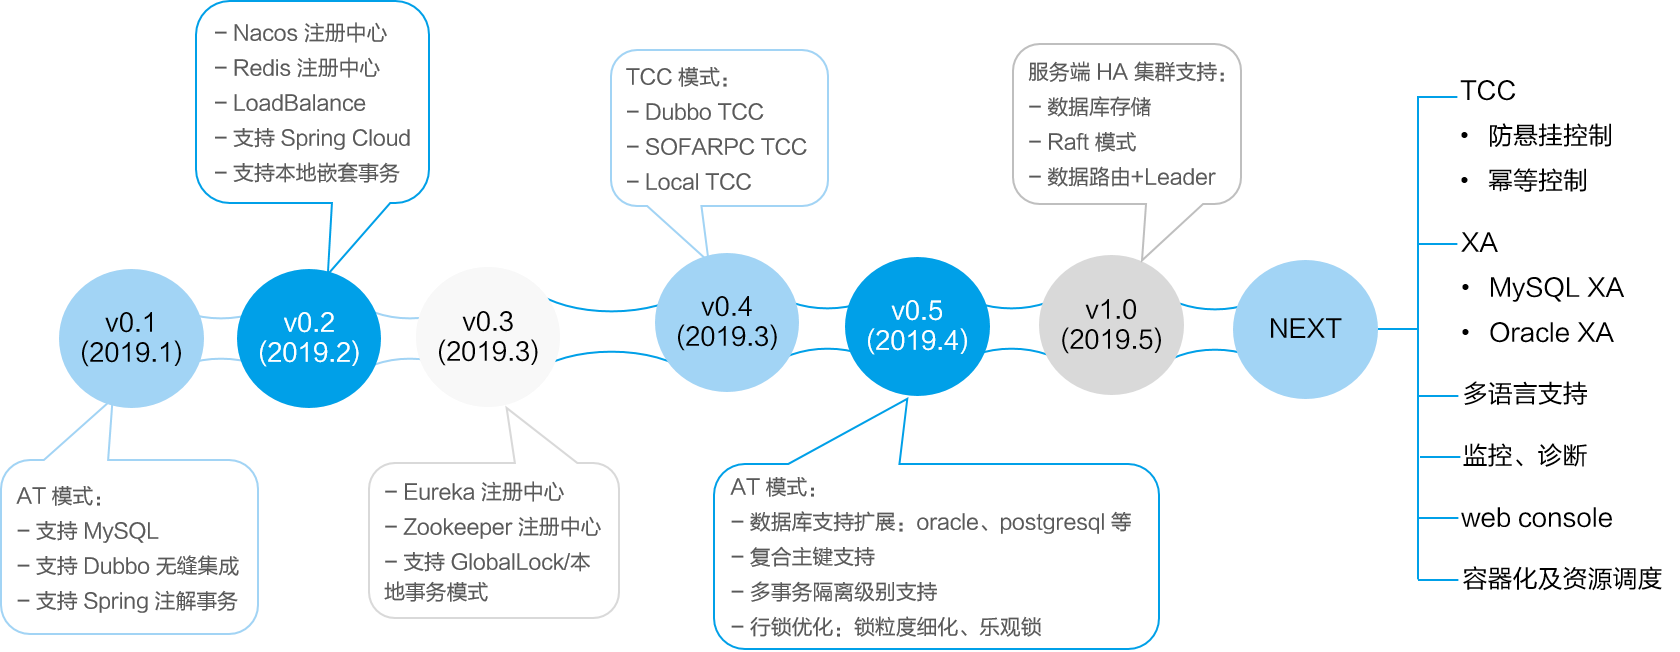 – Nacos 注册中心
– Redis 注册中心
– LoadBalance
– 支持 Spring Cloud
– 支持本地嵌套事务
TCC 模式：
– Dubbo TCC
– SOFARPC TCC
– Local TCC
服务端 HA 集群支持：
– 数据库存储
– Raft 模式
– 数据路由+Leader
v0.1
(2019.1)
v0.2
(2019.2)
v0.3
(2019.3)
v0.4
(2019.3)
v0.5
(2019.4)
v1.0
(2019.5)
NEXT
AT 模式：
– 支持 MySQL
– 支持 Dubbo 无缝集成
– 支持 Spring 注解事务
– Eureka 注册中心
– Zookeeper 注册中心
– 支持 GlobalLock/本
地事务模式
AT 模式：
– 数据库支持扩展：oracle、postgresql 等
– 复合主键支持
– 多事务隔离级别支持
– 行锁优化：锁粒度细化、乐观锁
TCC
• 防悬挂控制
• 幂等控制
XA
• MySQL XA
• Oracle XA
多语言支持
监控、诊断
web console
容器化及资源调度